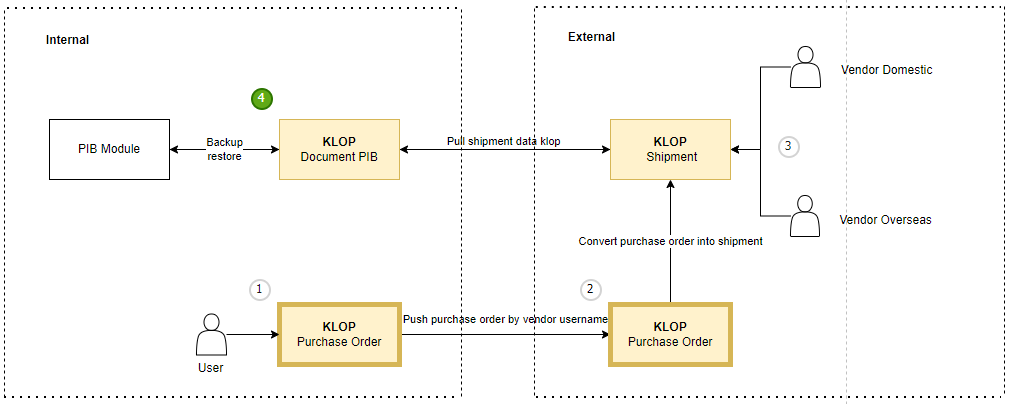 Internal
External
Vendor Domestic
4
PIB Module
Backup
restore
KLOP
Document PIB
Pull shipment data klop
KLOP
Shipment
3
Vendor Overseas
Convert purchase order into shipment
1
2
User
KLOP
Purchase Order
Push purchase order by vendor username
KLOP
Purchase Order